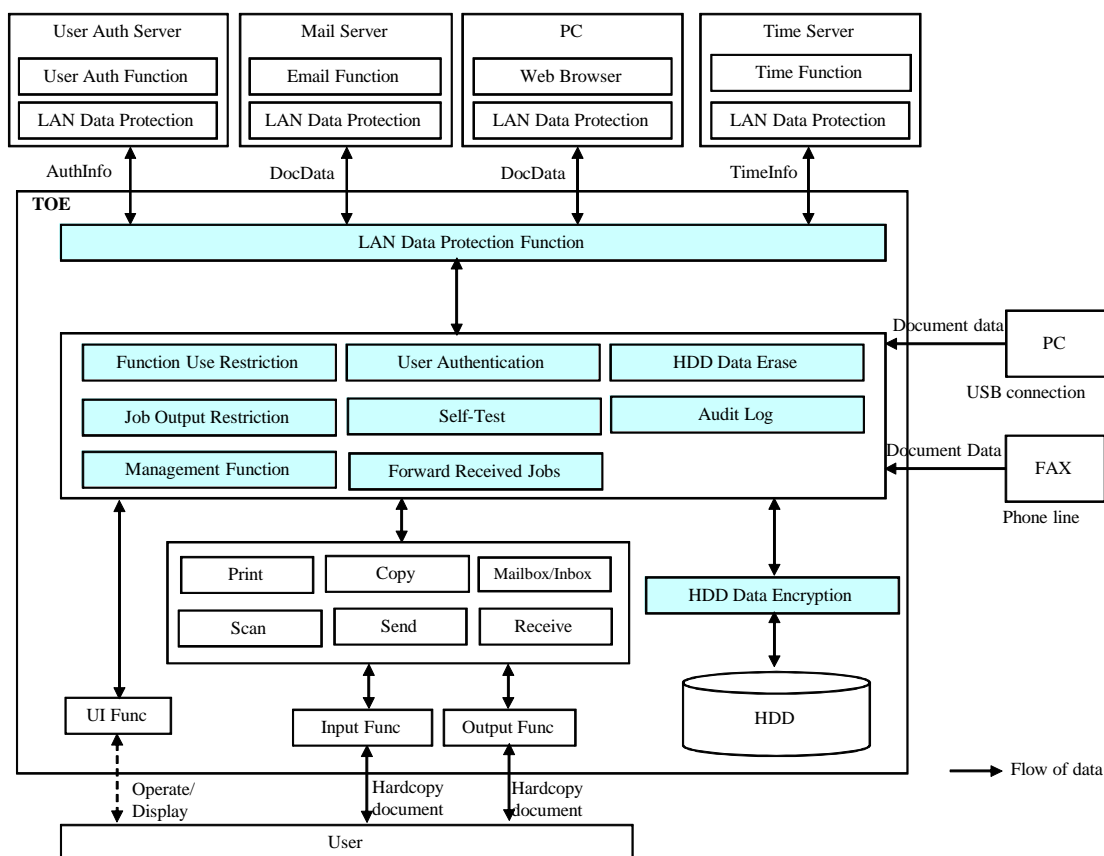 User Auth Server
User Auth Function
LAN Data Protection
Mail Server
Email Function
LAN Data Protection
PC
Web Browser
LAN Data Protection
Time Server
Time Function
LAN Data Protection
AuthInfo
DocData
DocData
TimeInfo
TOE
LAN Data Protection Function
Function Use Restriction
User Authentication
HDD Data Erase
Job Output Restriction
Self-Test
Audit Log
Management Function
Forward Received Jobs
Document data
PC
USB connection
Document Data
FAX
Phone line
Print
Copy
Mailbox/Inbox
Scan
Send
Receive
HDD Data Encryption
HDD
UI Func
Input Func
Output Func
Flow of data
Operate/
Display
Hardcopy
document
Hardcopy
document
User